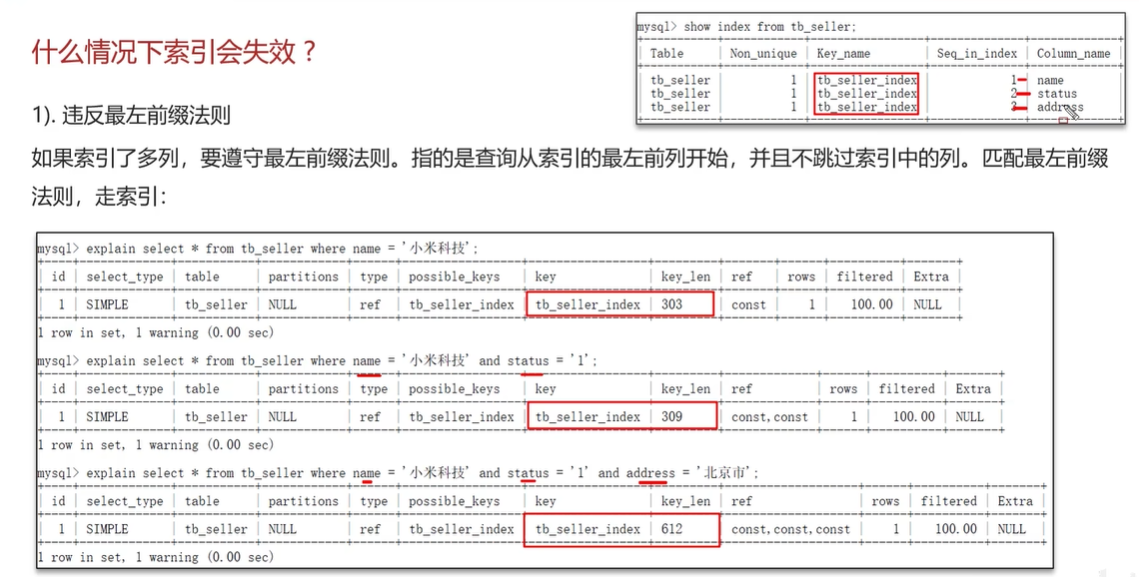 什么情况下索引会失效？
mysql> show index from tb_seller;
| Table | Non_unique | Key_name | Seq_in_index | Column_name |
| tb_seller | 1 | tb_seller_index | 1 | name
| tb_seller | 1 | tb_seller_index | 2 | status
| tb_seller | 1 | tb_seller_index | 3 | address
1). 违反最左前缀法则
如果索引了多列，要遵守最左前缀法则。指的是查询从索引的最左前列开始，并且不跳过索引中的列。匹配最左前缀
法则，走索引：
mysql> explain select * from tb_seller where name = '小米科技';
| id | select_type | table | partitions | type | possible_keys | key | key_len | ref | rows | filtered | Extra |
| 1 | SIMPLE | tb_seller | NULL | ref | tb_seller_index | tb_seller_index | 303 | const | 1 | 100.00 | NULL |
1 row in set, 1 warning (0.00 sec)
mysql> explain select * from tb_seller where name = '小米科技' and status = '1';
| id | select_type | table | partitions | type | possible_keys | key | key_len | ref | rows | filtered | Extra |
| 1 | SIMPLE | tb_seller | NULL | ref | tb_seller_index | tb_seller_index | 309 | const,const | 1 | 100.00 | NULL |
1 row in set, 1 warning (0.00 sec)
mysql> explain select * from tb_seller where name = '小米科技' and status = '1' and address = '北京市';
| id | select_type | table | partitions | type | possible_keys | key | key_len | ref | rows | filtered | Extra |
| 1 | SIMPLE | tb_seller | NULL | ref | tb_seller_index | tb_seller_index | 612 | const,const,const | 1 | 100.00 | NULL |
1 row in set, 1 warning (0.00 sec)